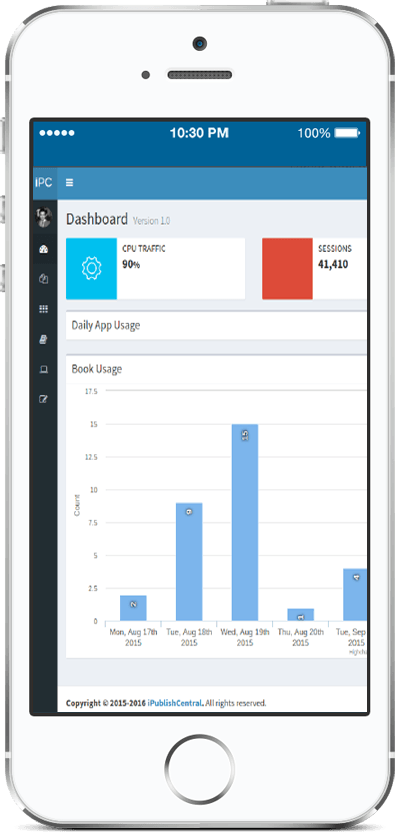 10:30 PM 100%
IPC
Dashboard Version 1.0
CPU TRAFFIC
90%
SESSIONS
41,410
Daily App Usage
Book Usage
17.5
15
12.5
10
7.5
5
2.5
0
Count
2
9
15
1
4
Mon, Aug 17th
2015
Tue, Aug 18th
2015
Wed, Aug 19th
2015
Thu, Aug 20th
2015
Tue, Sep
2015
Copyright © 2015-2016 iPublishCentral. All rights reserved.